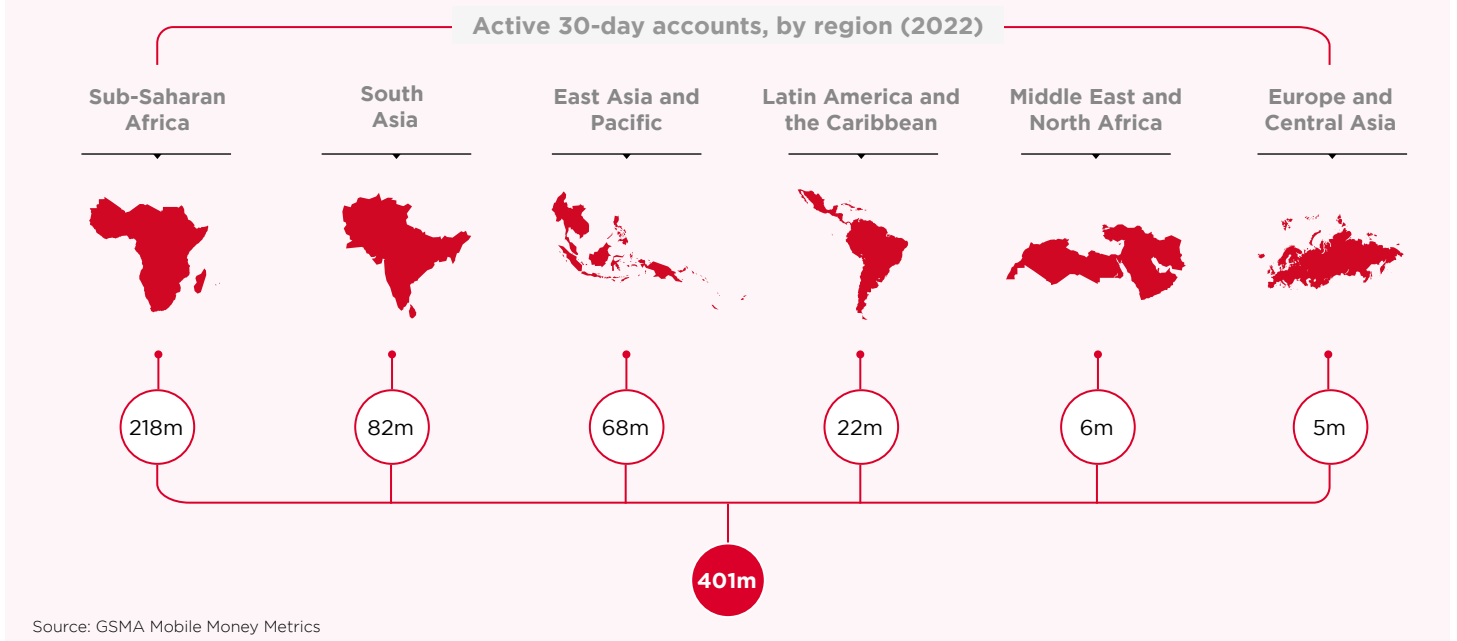 Active 30-day accounts, by region (2022)
Sub-Saharan
Africa
South
Asia
East Asia and
Pacific
Latin America and
the Caribbean
Middle East and
North Africa
Europe and
Central Asia
218m
82m
68m
22m
6m
5m
401m
Source: GSMA Mobile Money Metrics